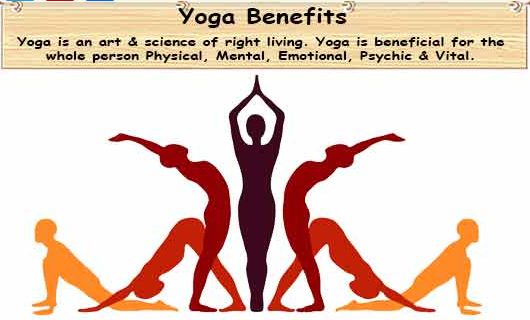 Yoga Benefits
Yoga is an art & science of right living. Yoga is beneficial for the
whole person Physical, Mental, Emotional, Psychic & Vital.